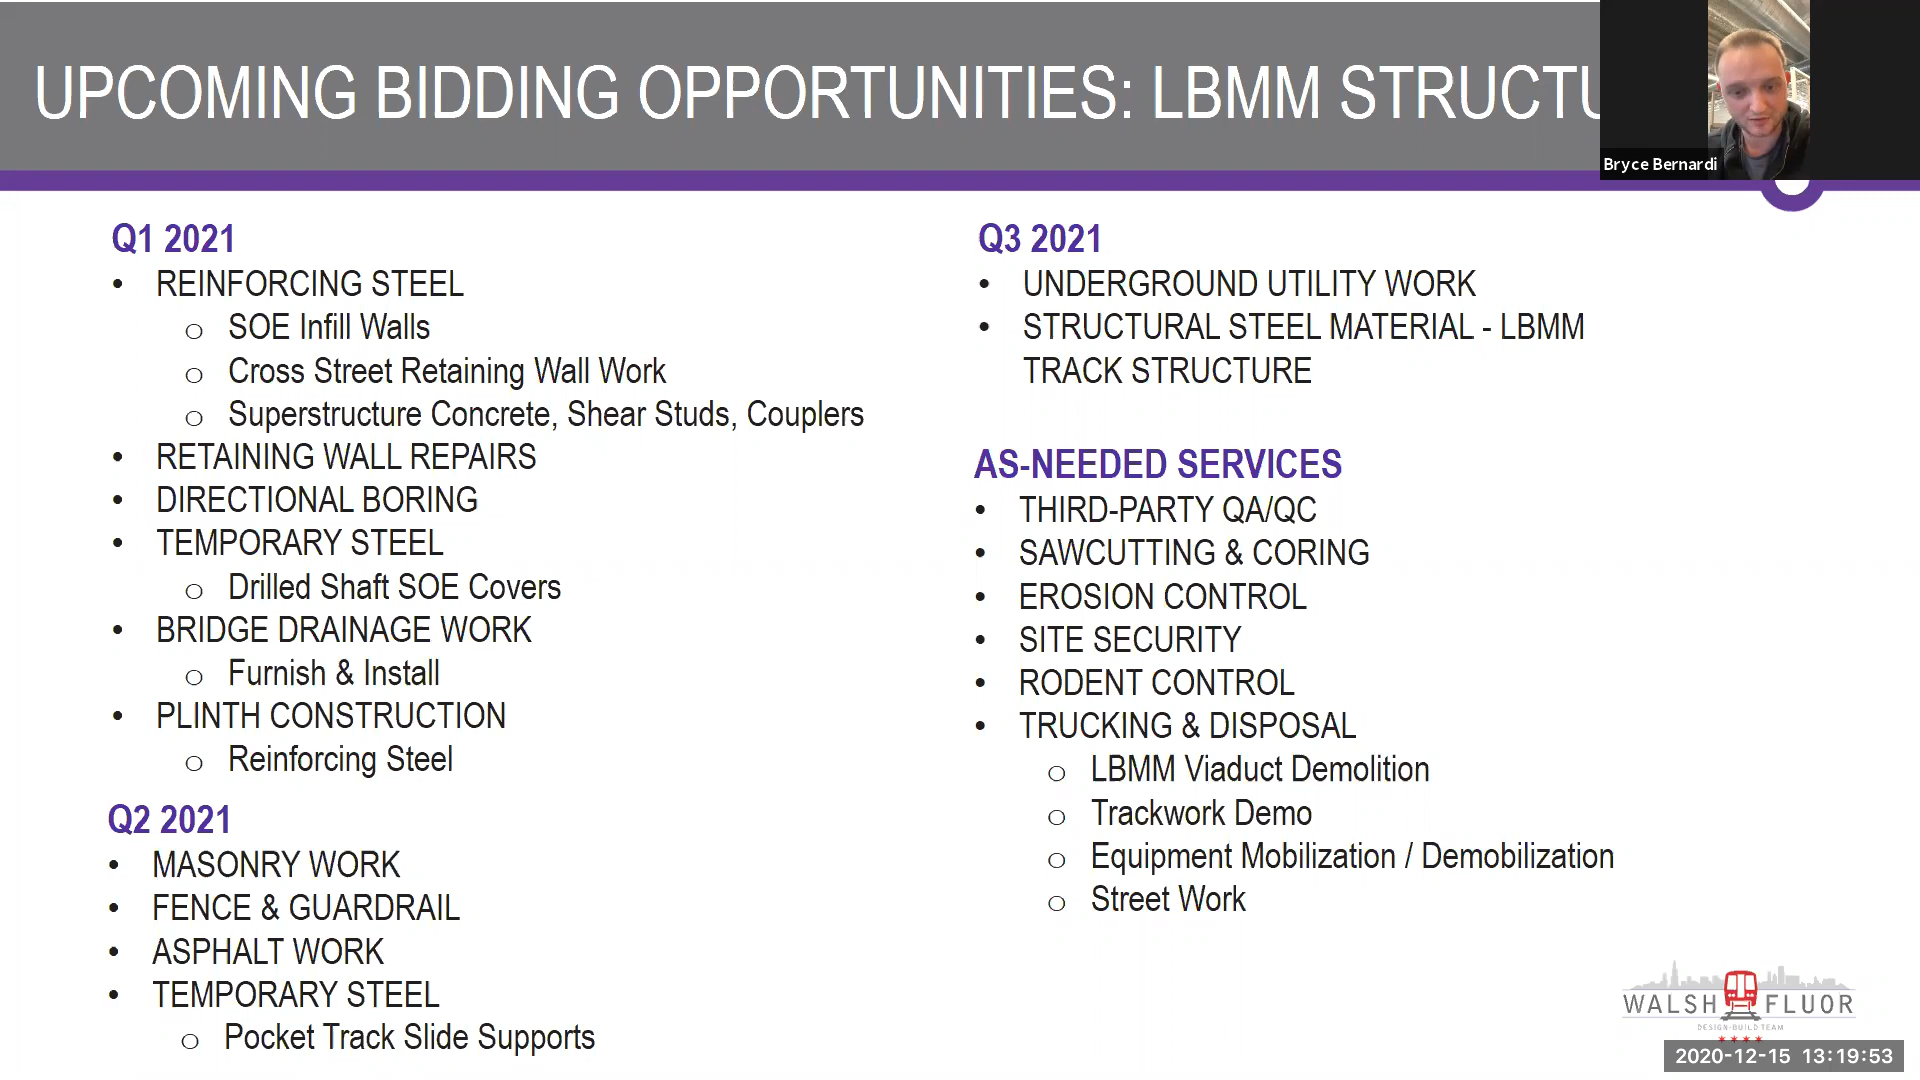 UPCOMING BIDDING OPPORTUNITIES: LBMM STRUCTU
Bryce Bernardi
Q1 2021
• REINFORCING STEEL
o SOE Infill Walls
o Cross Street Retaining Wall Work
o Superstructure Concrete, Shear Studs, Couplers
• RETAINING WALL REPAIRS
• DIRECTIONAL BORING
• TEMPORARY STEEL
o Drilled Shaft SOE Covers
• BRIDGE DRAINAGE WORK
o Furnish & Install
• PLINTH CONSTRUCTION
o Reinforcing Steel
Q2 2021
• MASONRY WORK
• FENCE & GUARDRAIL
• ASPHALT WORK
• TEMPORARY STEEL
o Pocket Track Slide Supports
Q3 2021
• UNDERGROUND UTILITY WORK
• STRUCTURAL STEEL MATERIAL - LBMM
TRACK STRUCTURE
AS-NEEDED SERVICES
• THIRD-PARTY QA/QC
• SAWCUTTING & CORING
• EROSION CONTROL
• SITE SECURITY
• RODENT CONTROL
• TRUCKING & DISPOSAL
o LBMM Viaduct Demolition
o Trackwork Demo
o Equipment Mobilization / Demobilization
o Street Work
WALSH FLUOR
DESIGN-BUILD TEAM
2020-12-15 13:19:53